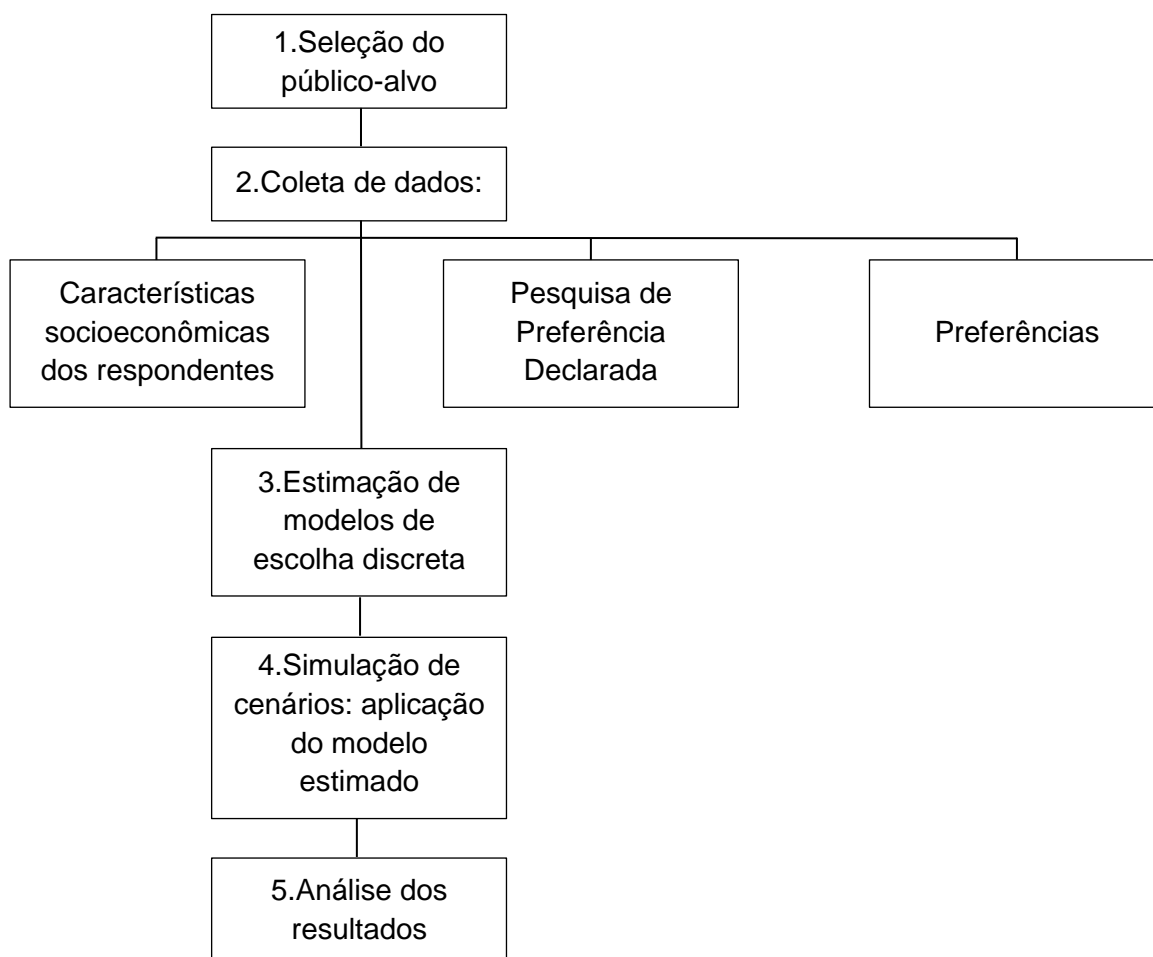 1.Seleção do
público-alvo
2.Coleta de dados:
Características
socioeconômicas
dos respondentes
Pesquisa de
Preferência
Declarada
Preferências
3.Estimação de
modelos de
escolha discreta
4.Simulação de
cenários: aplicação
do modelo
estimado
5.Análise dos
resultados